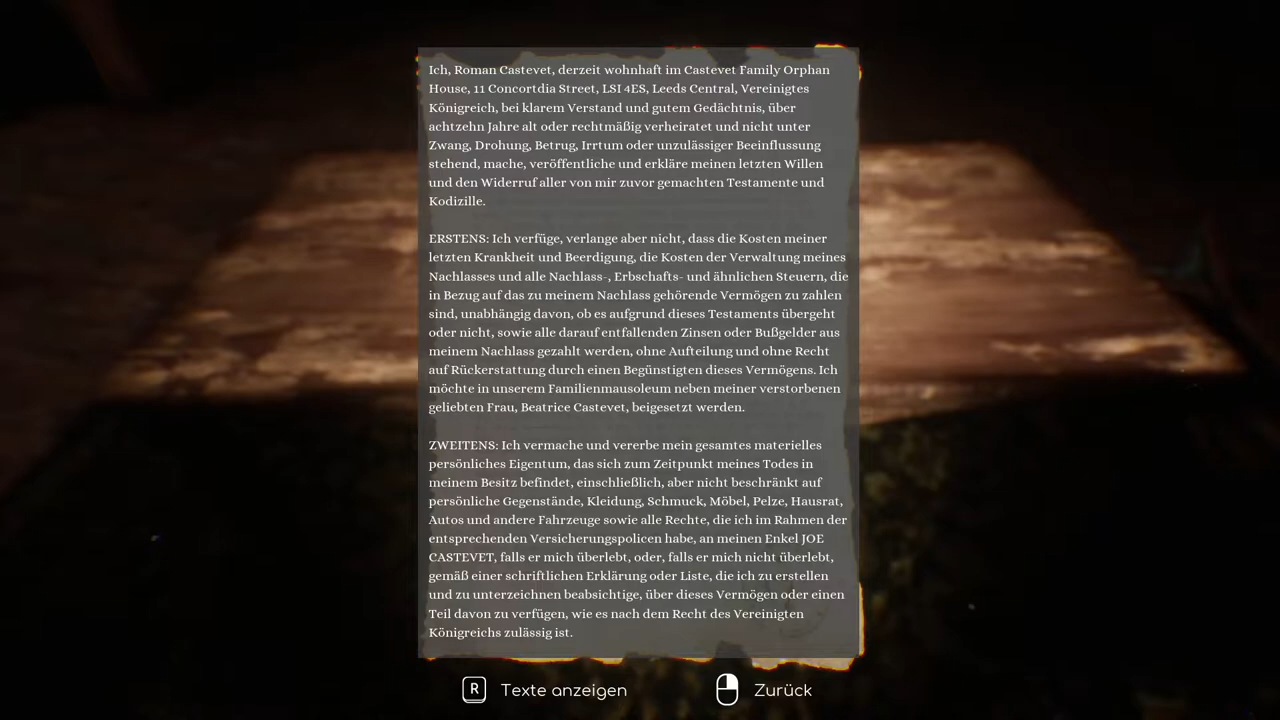 Ich, Roman Castevet, derzeit wohnhaft im Castevet Family Orphan
House, 11 Concortdia Street, LSI 4ES, Leeds Central, Vereinigtes
Königreich, bei klarem Verstand und gutem Gedächtnis, über
achtzehn Jahre alt oder rechtmäßig verheiratet und nicht unter
Zwang, Drohung, Betrug, Irrtum oder unzulässiger Beeinflussung
stehend, mache, veröffentliche und erkläre meinen letzten Willen
und den Widerruf aller von mir zuvor gemachten Testamente und
Kodizille.
ERSTENS: Ich verfüge, verlange aber nicht, dass die Kosten meiner
letzten Krankheit und Beerdigung, die Kosten der Verwaltung meines
Nachlasses und alle Nachlass-, Erbschafts- und ähnlichen Steuern, die
in Bezug auf das zu meinem Nachlass gehörende Vermögen zu zahlen
sind, unabhängig davon, ob es aufgrund dieses Testaments übergeht
oder nicht, sowie alle darauf entfallenden Zinsen oder Bußgelder aus
meinem Nachlass gezahlt werden, ohne Aufteilung und ohne Recht
auf Rückerstattung durch einen Begünstigten dieses Vermögens. Ich
möchte in unserem Familienmausoleum neben meiner verstorbenen
geliebten Frau, Beatrice Castevet, beigesetzt werden.
ZWEITENS: Ich vermache und vererbe mein gesamtes materielles
persönliches Eigentum, das sich zum Zeitpunkt meines Todes in
meinem Besitz befindet, einschließlich, aber nicht beschränkt auf
persönliche Gegenstände, Kleidung, Schmuck, Möbel, Pelze, Hausrat,
Autos und andere Fahrzeuge sowie alle Rechte, die ich im Rahmen der
entsprechenden Versicherungspolicen habe, an meinen Enkel JOE
CASTEVET, falls er mich überlebt, oder, falls er mich nicht überlebt,
gemäß einer schriftlichen Erklärung oder Liste, die ich zu erstellen
und zu unterzeichnen beabsichtige, über dieses Vermögen oder einen
Teil davon zu verfügen, wie es nach dem Recht des Vereinigten
Königreichs zulässig ist.
R Texte anzeigen Zurück